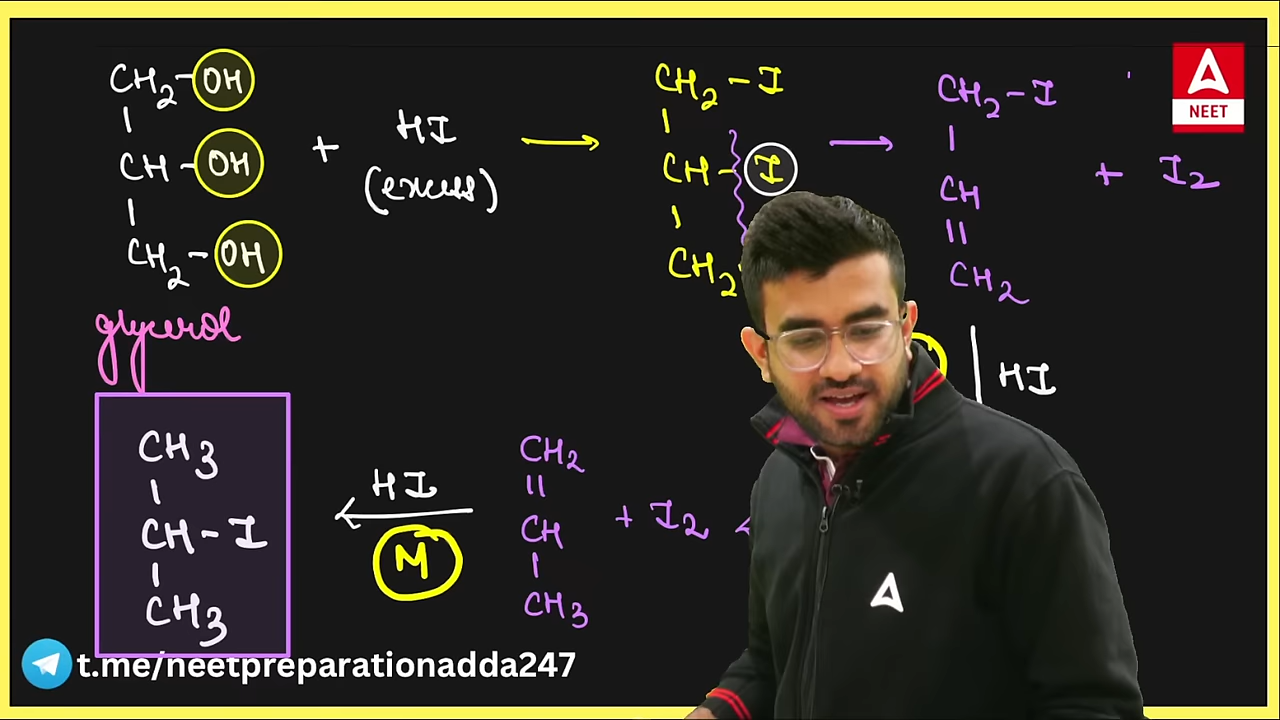 CH2-OH
CH-OH
CH2-OH
glycerol
+ HI
(excess)
CH2-I
CH-I
CH2
CH2-I
CH
CH2
+ I2
NEET
HI
CH2
CH
CH3
+ I2
HI
M
CH3
CH-I
CH3
t.me/neetpreparationadda247